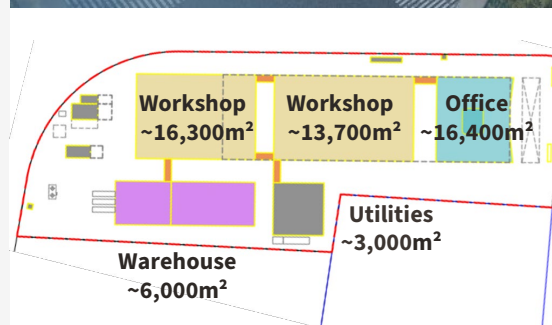 Workshop
~16,300m²
Workshop
~13,700m²
Office
~16,400m²
Utilities
~3,000m²
Warehouse
~6,000m²